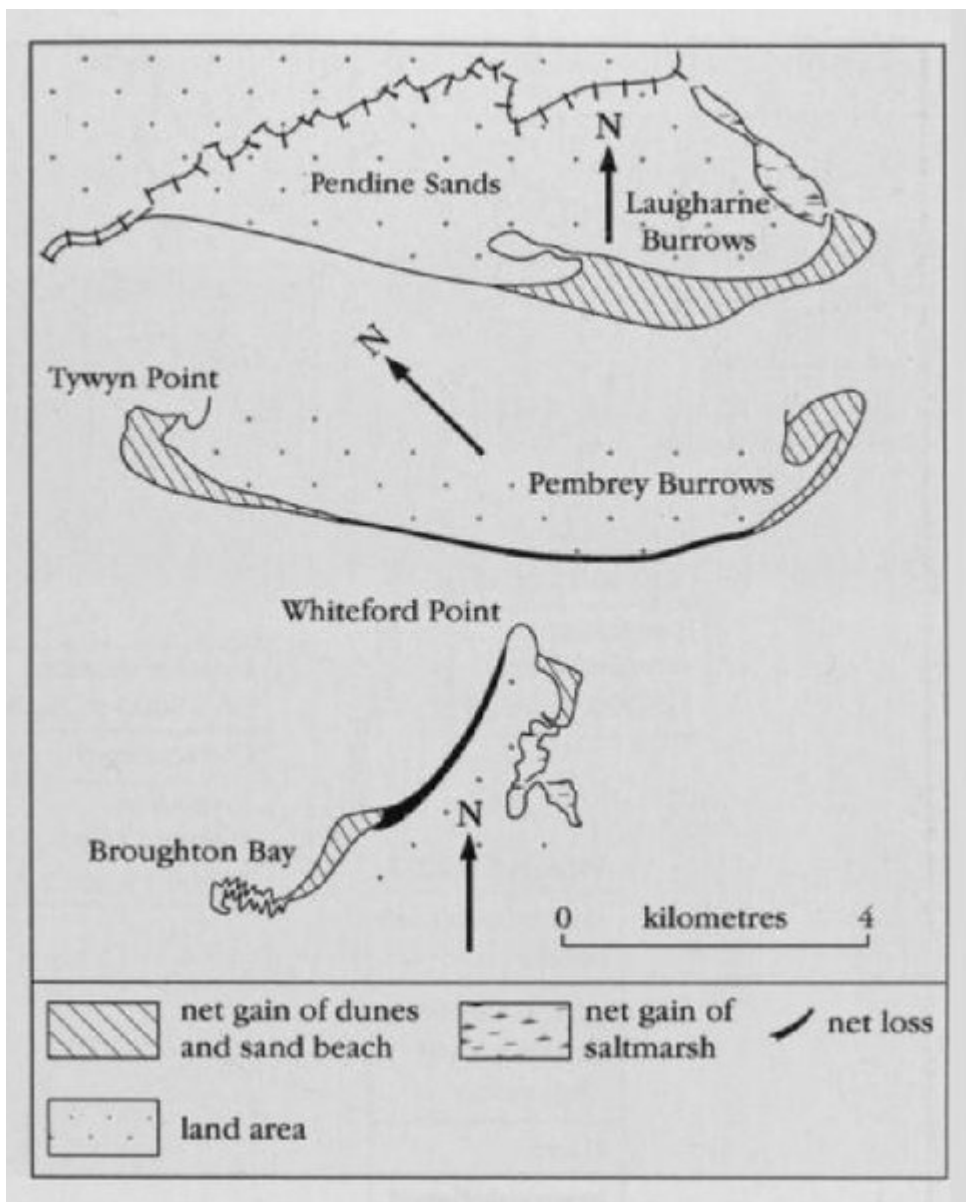 N
Pendine Sands
Laugharne
Burrows
N
Tywyn Point
Pembrey Burrows
Whiteford Point
N
Broughton Bay
0 kilometres 4
net gain of dunes
and sand beach
net gain of
saltmarsh
net loss
land area